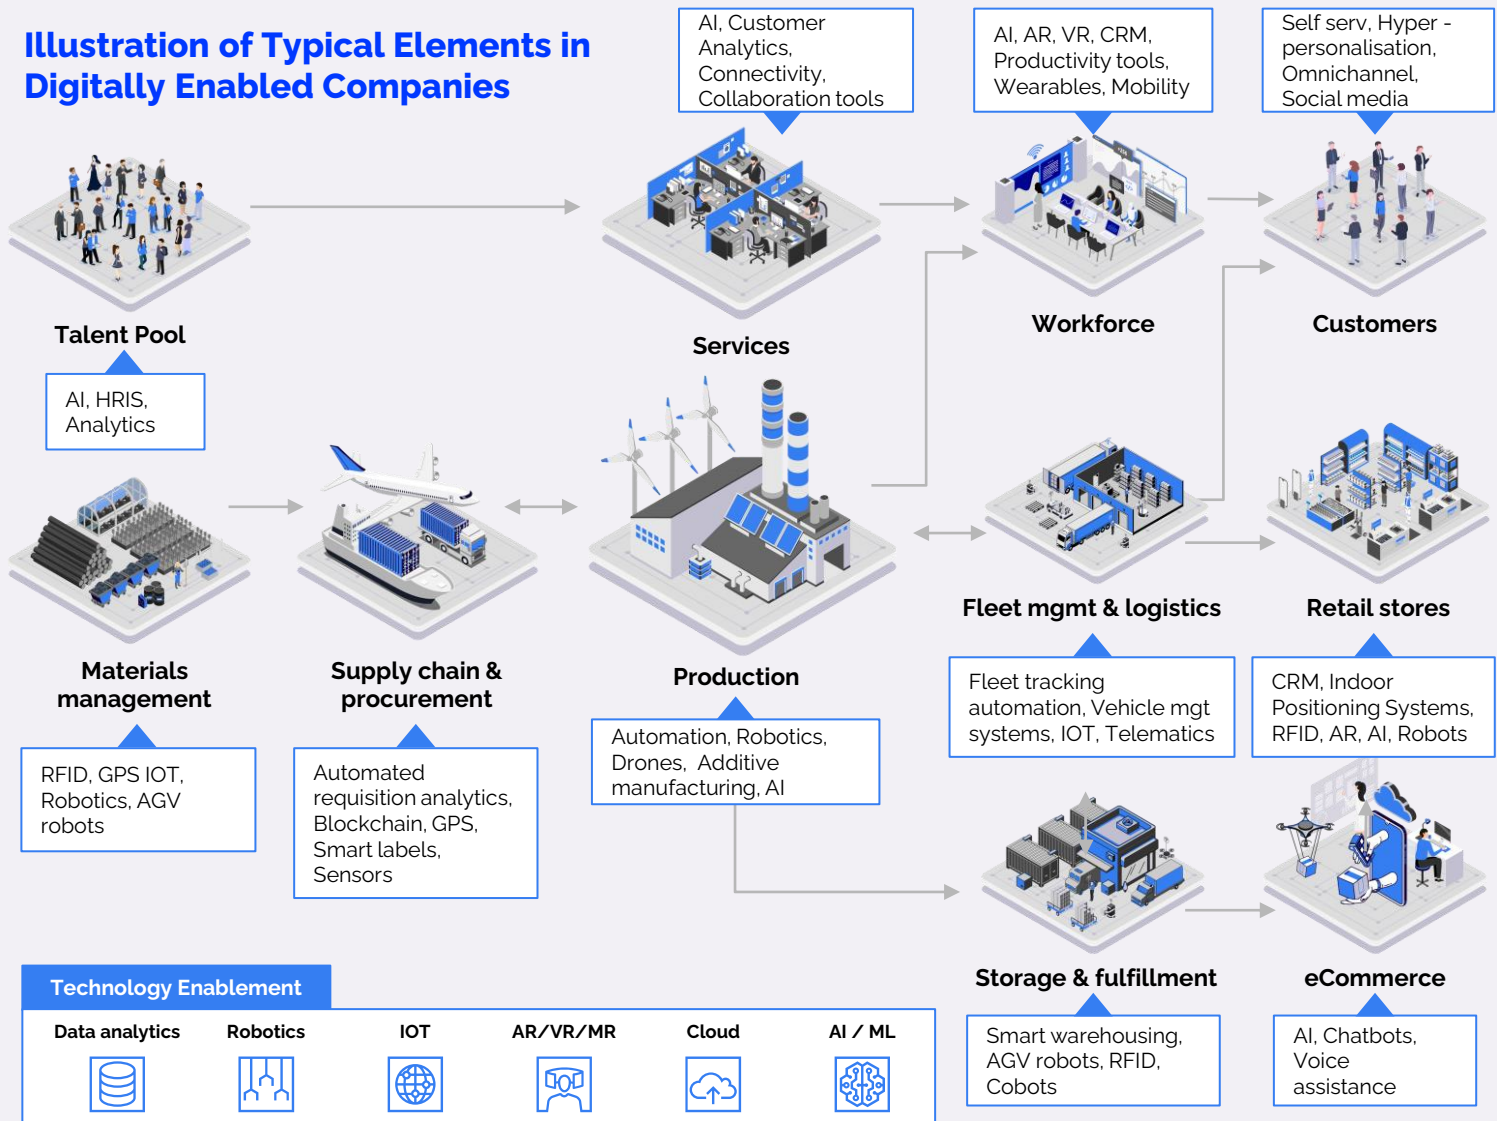 Illustration of Typical Elements in
Digitally Enabled Companies
AI, Customer
Analytics,
Connectivity,
Collaboration tools
AI, AR, VR, CRM,
Productivity tools,
Wearables, Mobility
Self serv, Hyper -
personalisation,
Omnichannel,
Social media
Talent Pool
Services
Workforce
Customers
AI, HRIS,
Analytics
Materials
management
Supply chain &
procurement
Production
Fleet mgmt & logistics
Retail stores
RFID, GPS IOT,
Robotics, AGV
robots
Automated
requisition analytics,
Blockchain, GPS,
Smart labels,
Sensors
Automation, Robotics,
Drones, Additive
manufacturing, AI
Fleet tracking
automation, Vehicle mgt
systems, IOT, Telematics
CRM, Indoor
Positioning Systems,
RFID, AR, AI, Robots
Storage & fulfillment
eCommerce
Smart warehousing,
AGV robots, RFID,
Cobots
AI, Chatbots,
Voice
assistance
Technology Enablement
Data analytics
Robotics
IOT
AR/VR/MR
Cloud
AI / ML